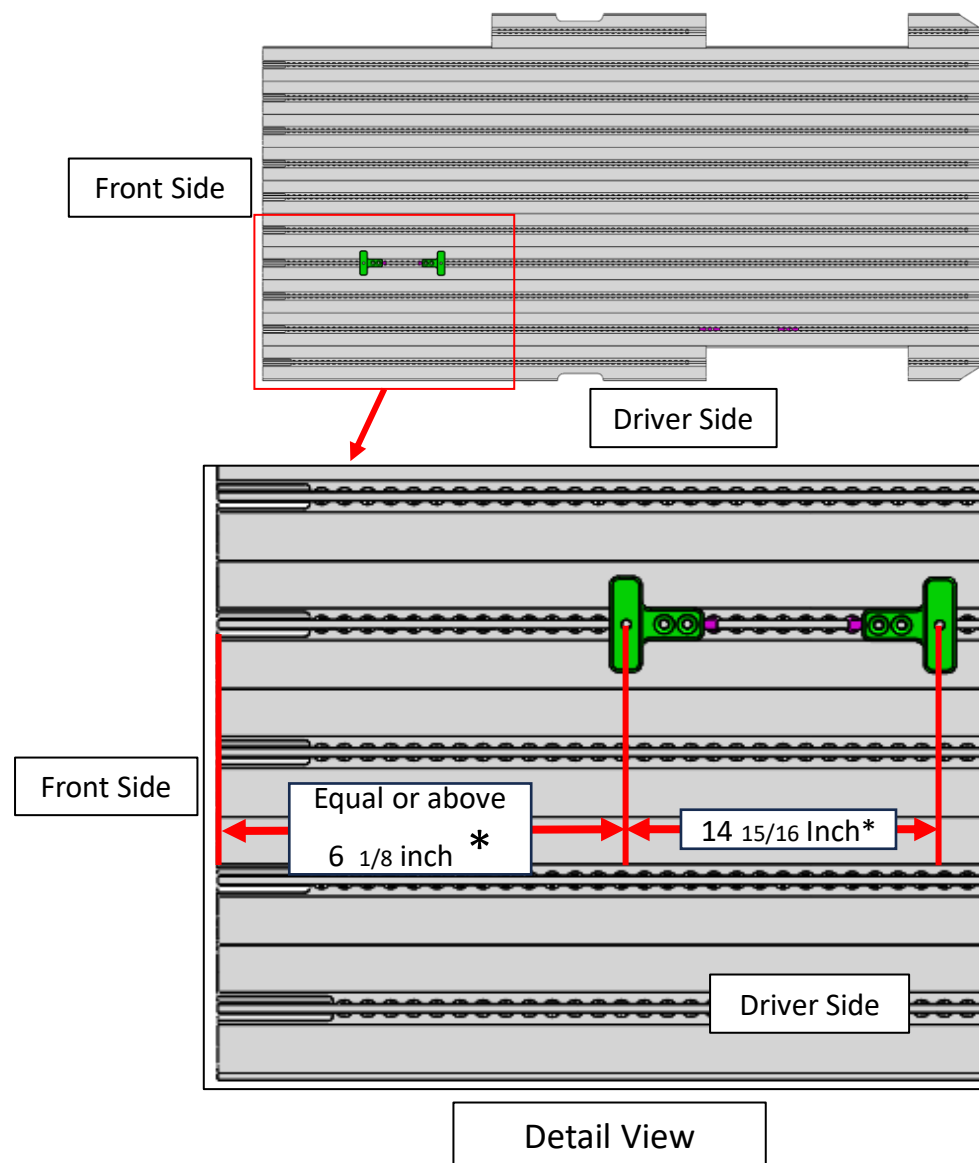 Front Side
Driver Side
Front Side
Equal or above
6 1/8 inch *
14 15/16 Inch*
Driver Side
Detail View